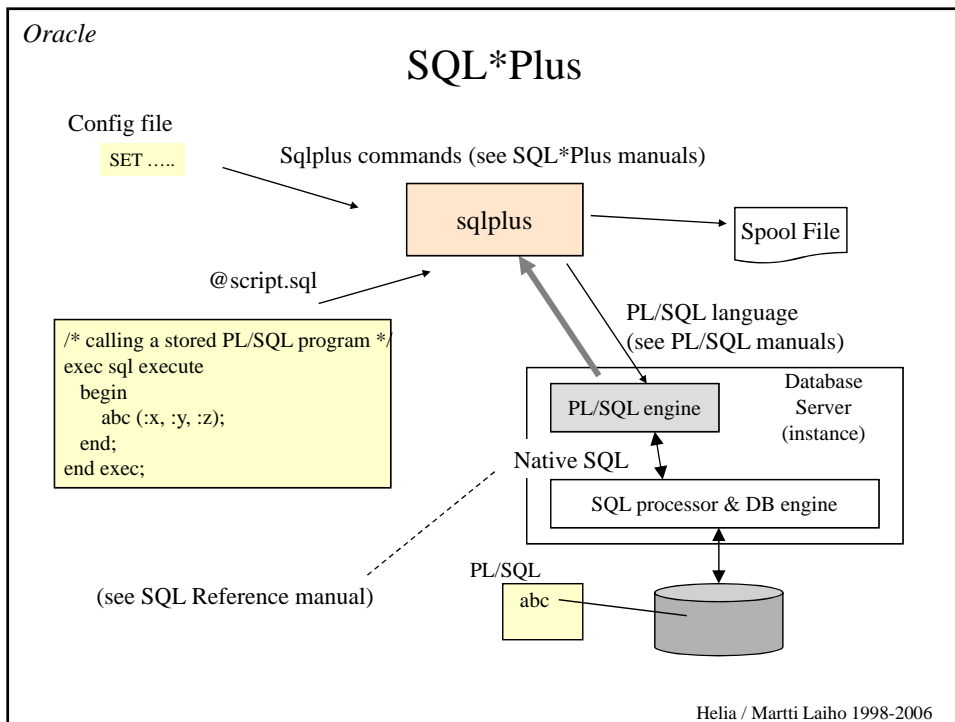 Oracle
SQL*Plus
Config file
SET …..
Sqlplus commands (see SQL*Plus manuals)
sqlplus
Spool File
@script.sql
PL/SQL language
(see PL/SQL manuals)
/* calling a stored PL/SQL program */
exec sql execute
begin
abc (:x, :y, :z);
end;
end exec;
Database
Server
(instance)
PL/SQL engine
Native SQL
SQL processor & DB engine
PL/SQL
abc
(see SQL Reference manual)
Helia / Martti Laiho 1998-2006